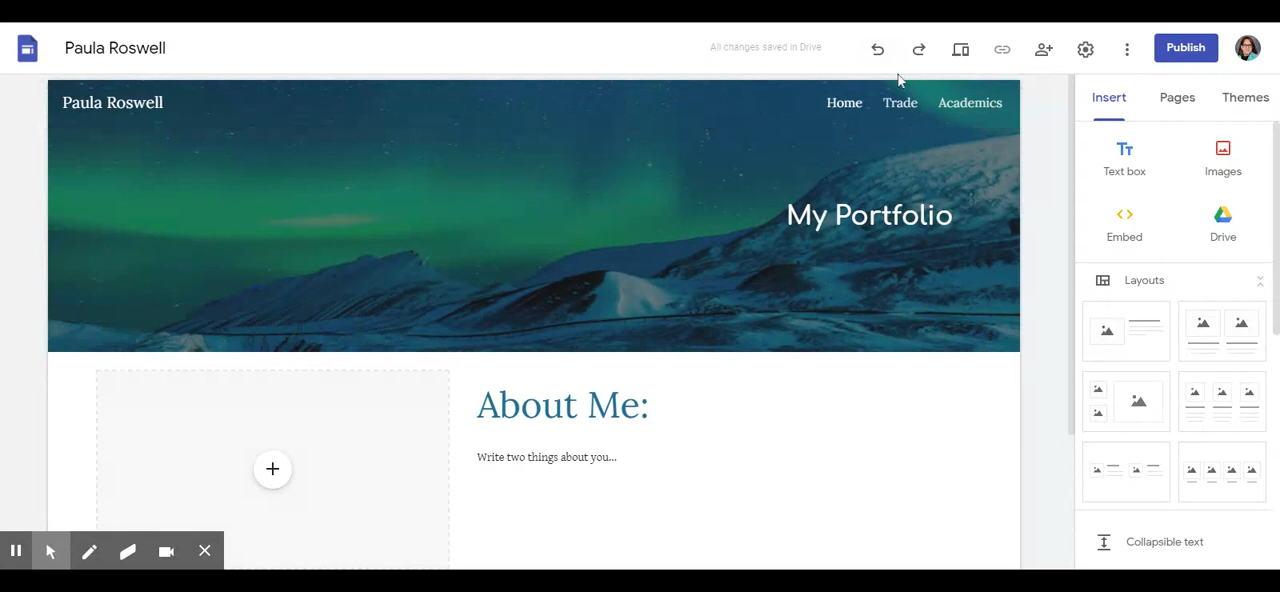 Paula Roswell
All changes saved in Drive
Publish
Paula Roswell
Home Trade Academics
My Portfolio
About Me:
Write two things about you...
Insert Pages Themes
Tт Text box
Images
Embed
Drive
Layouts
Collapsible text